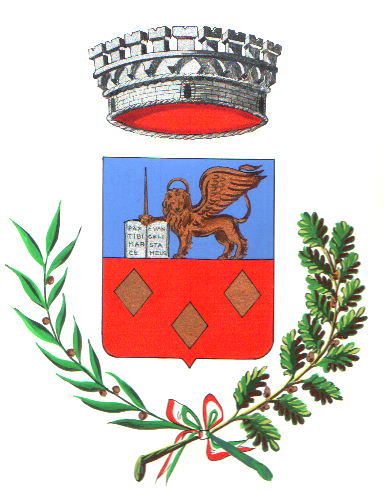 PAX EVAN
TIBI GELI
MAR STA
CE MEUS